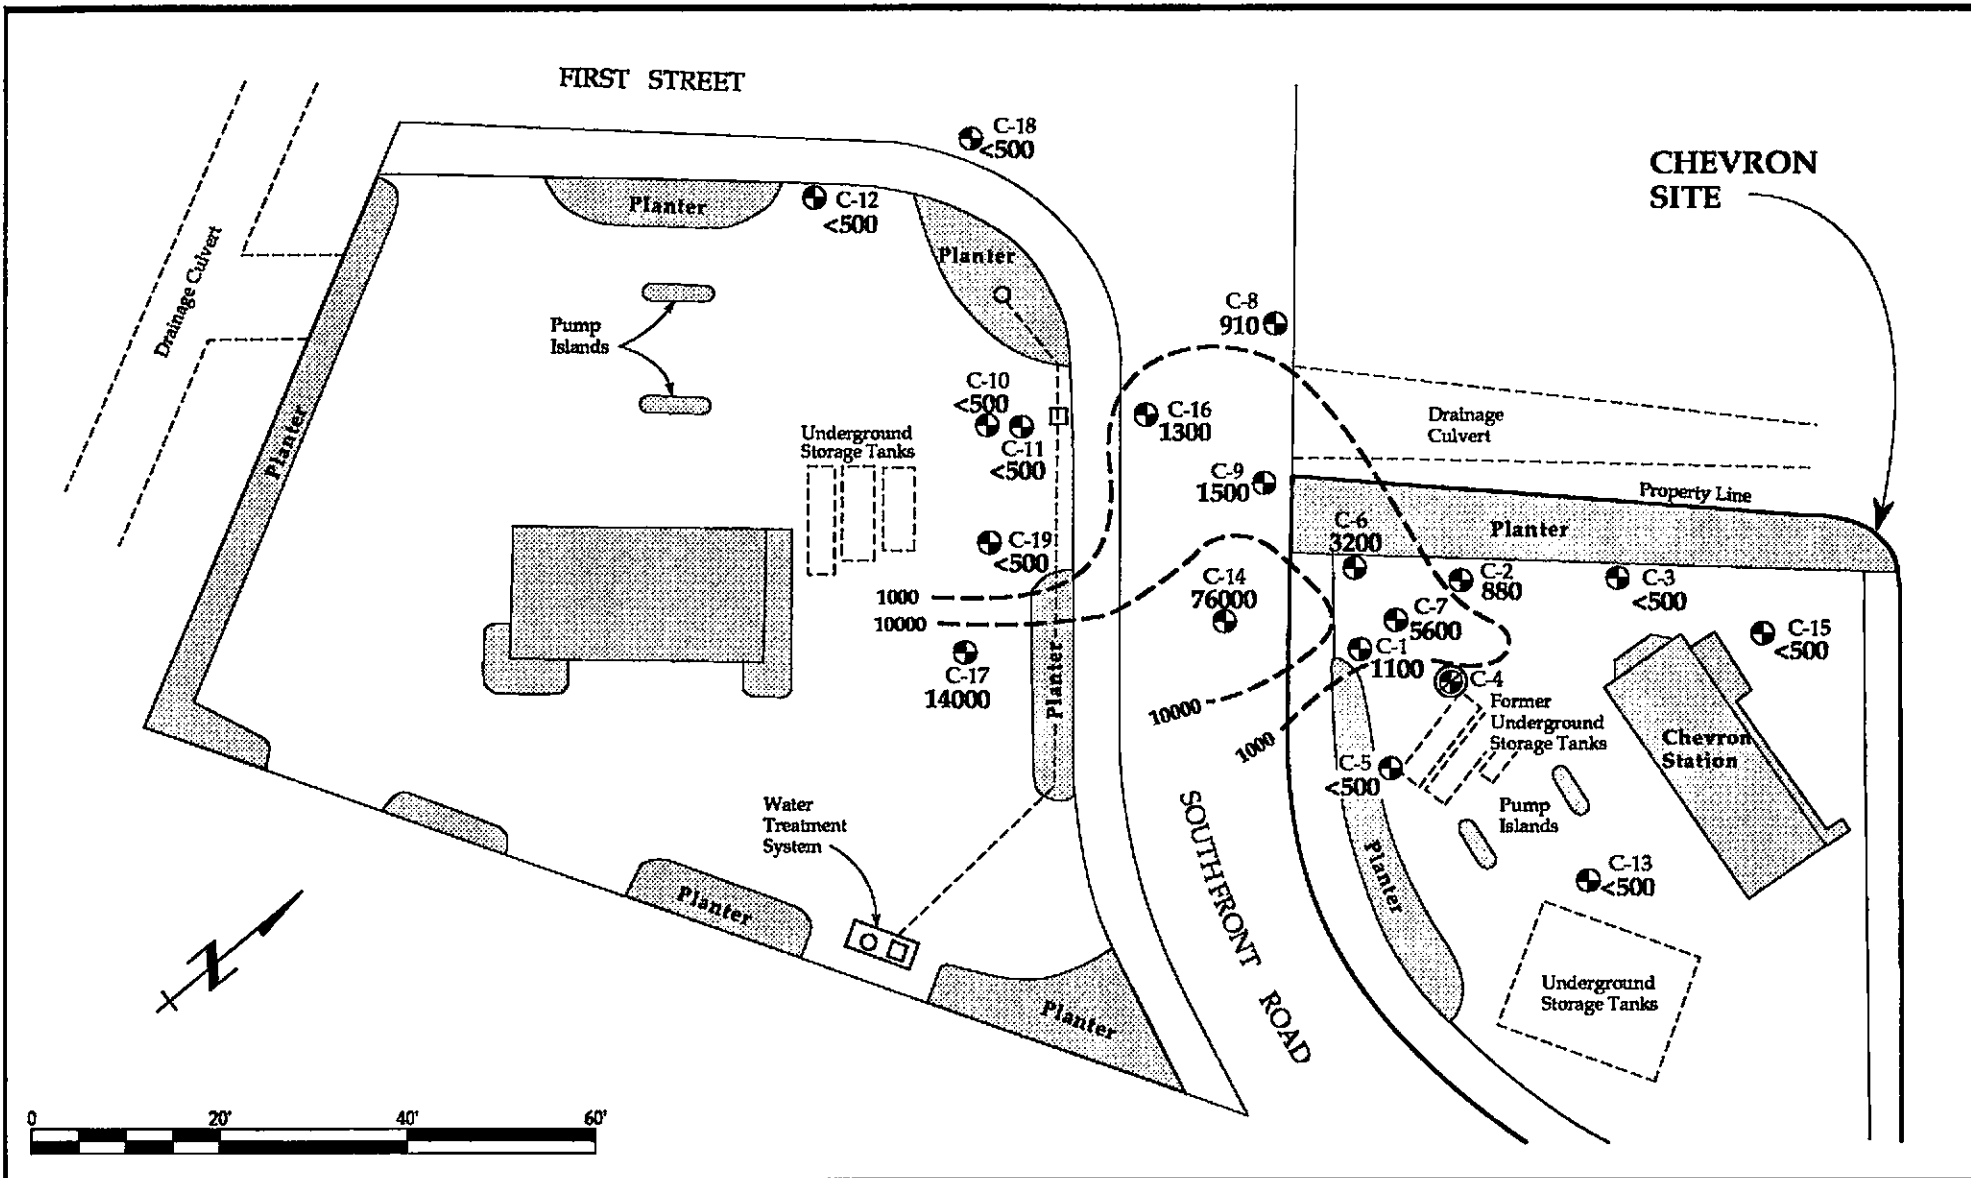 FIRST STREET
C-18
<500
CHEVRON
SITE
Planter
C-12
<500
Drainage Culvert
Planter
Pump
Islands
C-8
910
C-10
<500
C-16
1300
Drainage
Culvert
Planter
Underground
Storage Tanks
C-11
<500
C-9
1500
Property Line
Planter
C-6
3200
C-19
<500
C-14
76000
C-2
880
C-3
<500
1000
10000
C-7
5600
C-15
<500
C-1
1100
C-17
14000
Planter
C-4
10000
1000
Former
Underground
Storage Tanks
Chevron
Station
C-5
<500
Water
Treatment
System
Pump
Islands
SOUTHFRONT ROAD
Planter
C-13
<500
Planter
N
Planter
Underground
Storage Tanks
0 20' 40' 60'